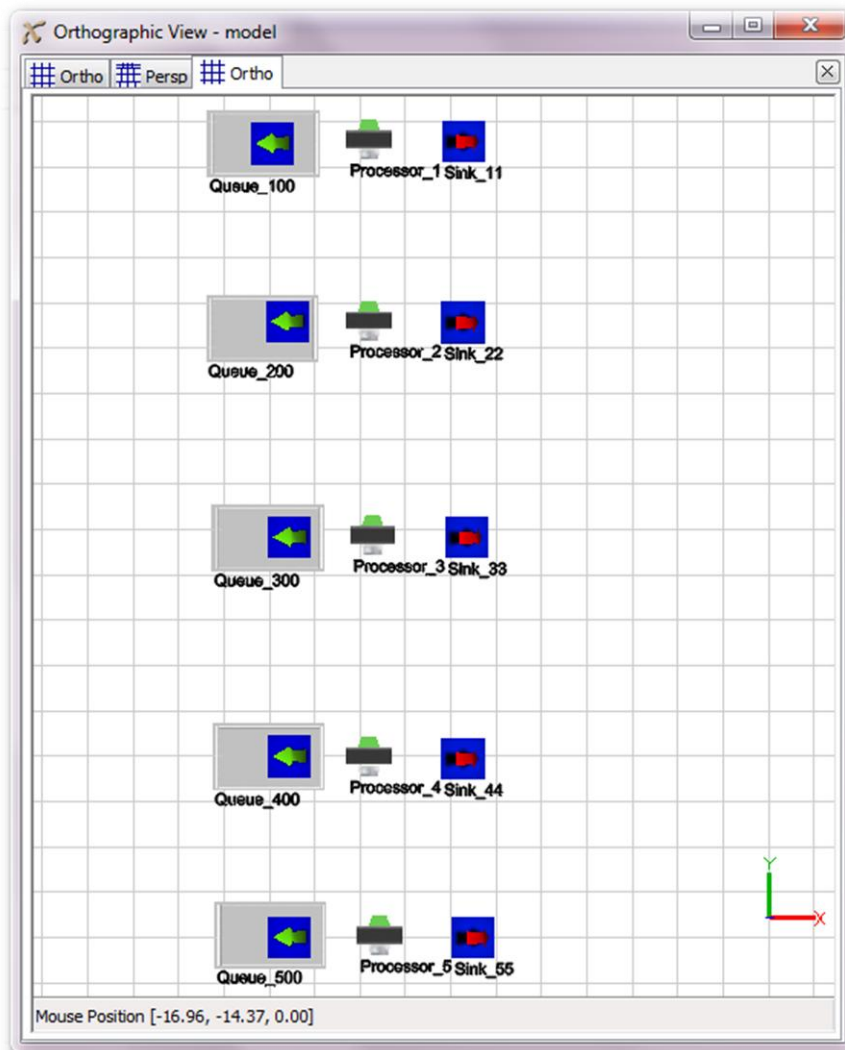 Orthographic View - model
Ortho Persp Ortho
Queue_100 Processor_1 Sink_11
Queue_200 Processor_2 Sink_22
Queue_300 Processor_3 Sink_33
Queue_400 Processor_4 Sink_44
Queue_500 Processor_5 Sink_55
Y
X
Mouse Position [-16.96, -14.37, 0.00]